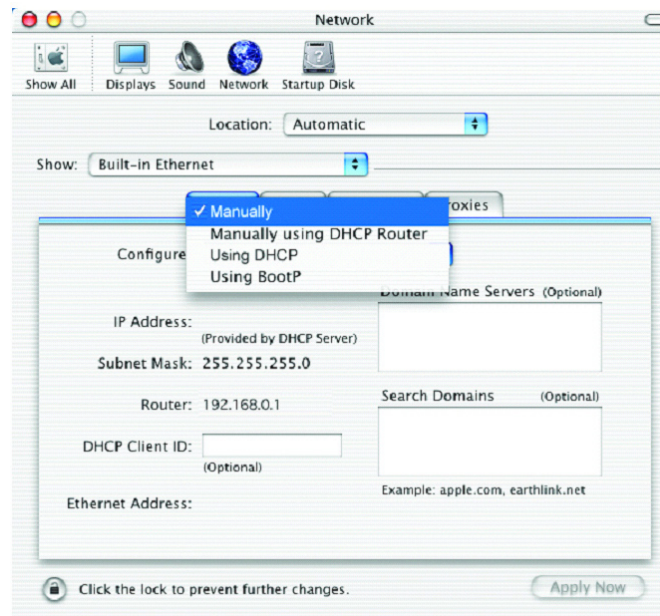 Network
Show All
Displays
Sound
Network
Startup Disk
Location:
Automatic
Show:
Built-in Ethernet
✓ Manually
Manually using DHCP Router
Using DHCP
Using BootP
Configure
Domain Name Servers (Optional)
IP Address:
(Provided by DHCP Server)
Subnet Mask: 255.255.255.0
Router: 192.168.0.1
Search Domains (Optional)
DHCP Client ID:
(Optional)
Example: apple.com, earthlink.net
Ethernet Address:
Click the lock to prevent further changes.
Apply Now